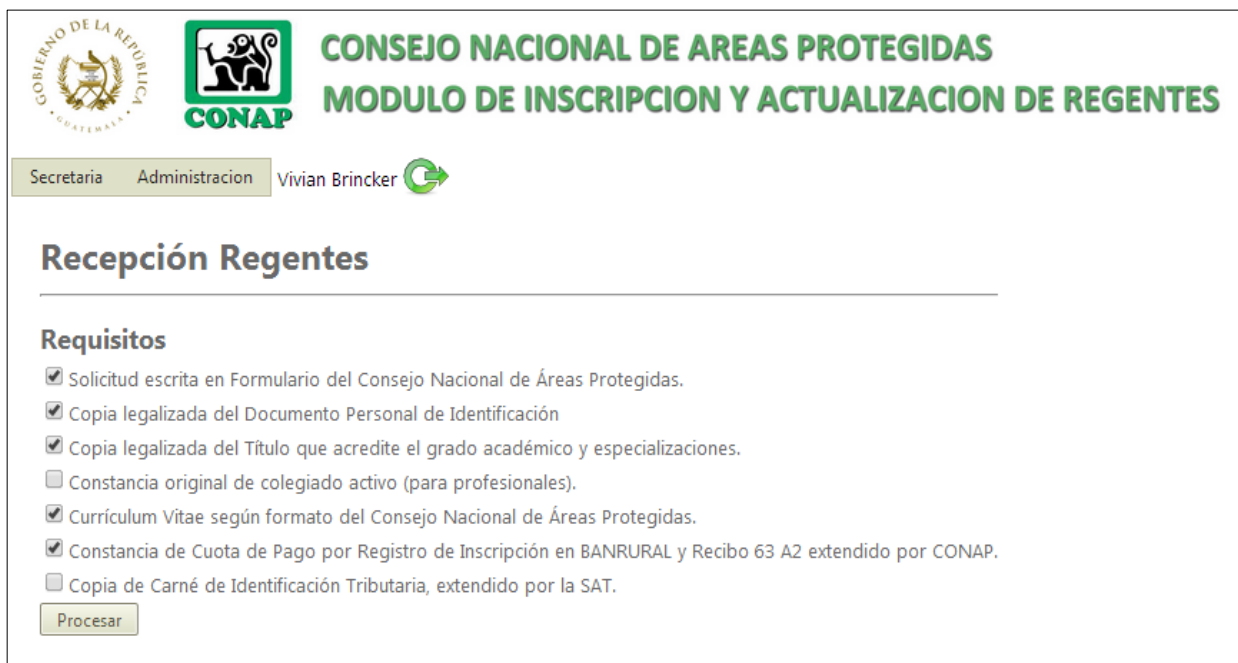 GOBIERNO DE LA REPÚBLICA
GUATEMALA
CONAP
CONSEJO NACIONAL DE AREAS PROTEGIDAS
MODULO DE INSCRIPCION Y ACTUALIZACION DE REGENTES
Secretaria Administracion Vivian Brincker
Recepción Regentes
Requisitos
Solicitud escrita en Formulario del Consejo Nacional de Áreas Protegidas.
Copia legalizada del Documento Personal de Identificación
Copia legalizada del Título que acredite el grado académico y especializaciones.
Constancia original de colegiado activo (para profesionales).
Currículum Vitae según formato del Consejo Nacional de Áreas Protegidas.
Constancia de Cuota de Pago por Registro de Inscripción en BANRURAL y Recibo 63 A2 extendido por CONAP.
Copia de Carné de Identificación Tributaria, extendido por la SAT.
Procesar